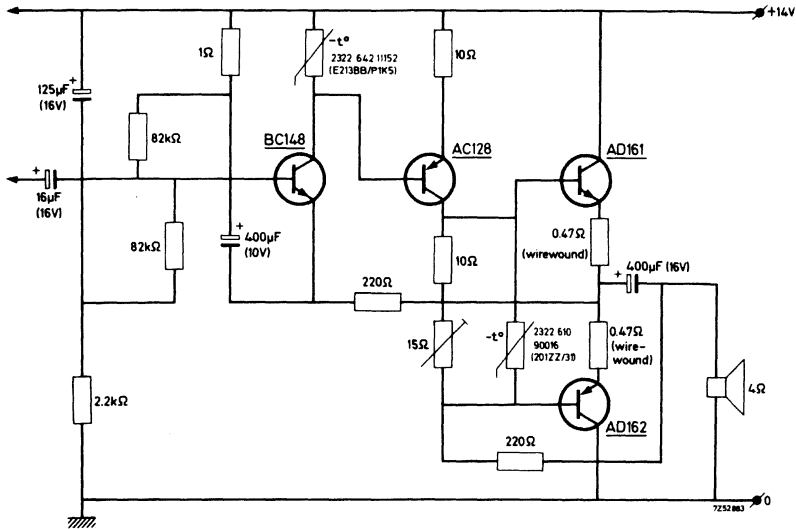 +14V
1Ω
-t°
2322 642 11152
(E213BB/P1K5)
10Ω
125µF
+
(16V)
82kΩ
BC148
AC128
AD161
+
16µF
(16V)
82kΩ
+
400µF
(10V)
0.47Ω
(wirewound)
10Ω
220Ω
+
400µF (16V)
15Ω
-t°
2322 610
90016
(201ZZ/31)
0.47Ω
(wire-
wound)
2.2kΩ
4Ω
AD162
220Ω
0
7Z52883